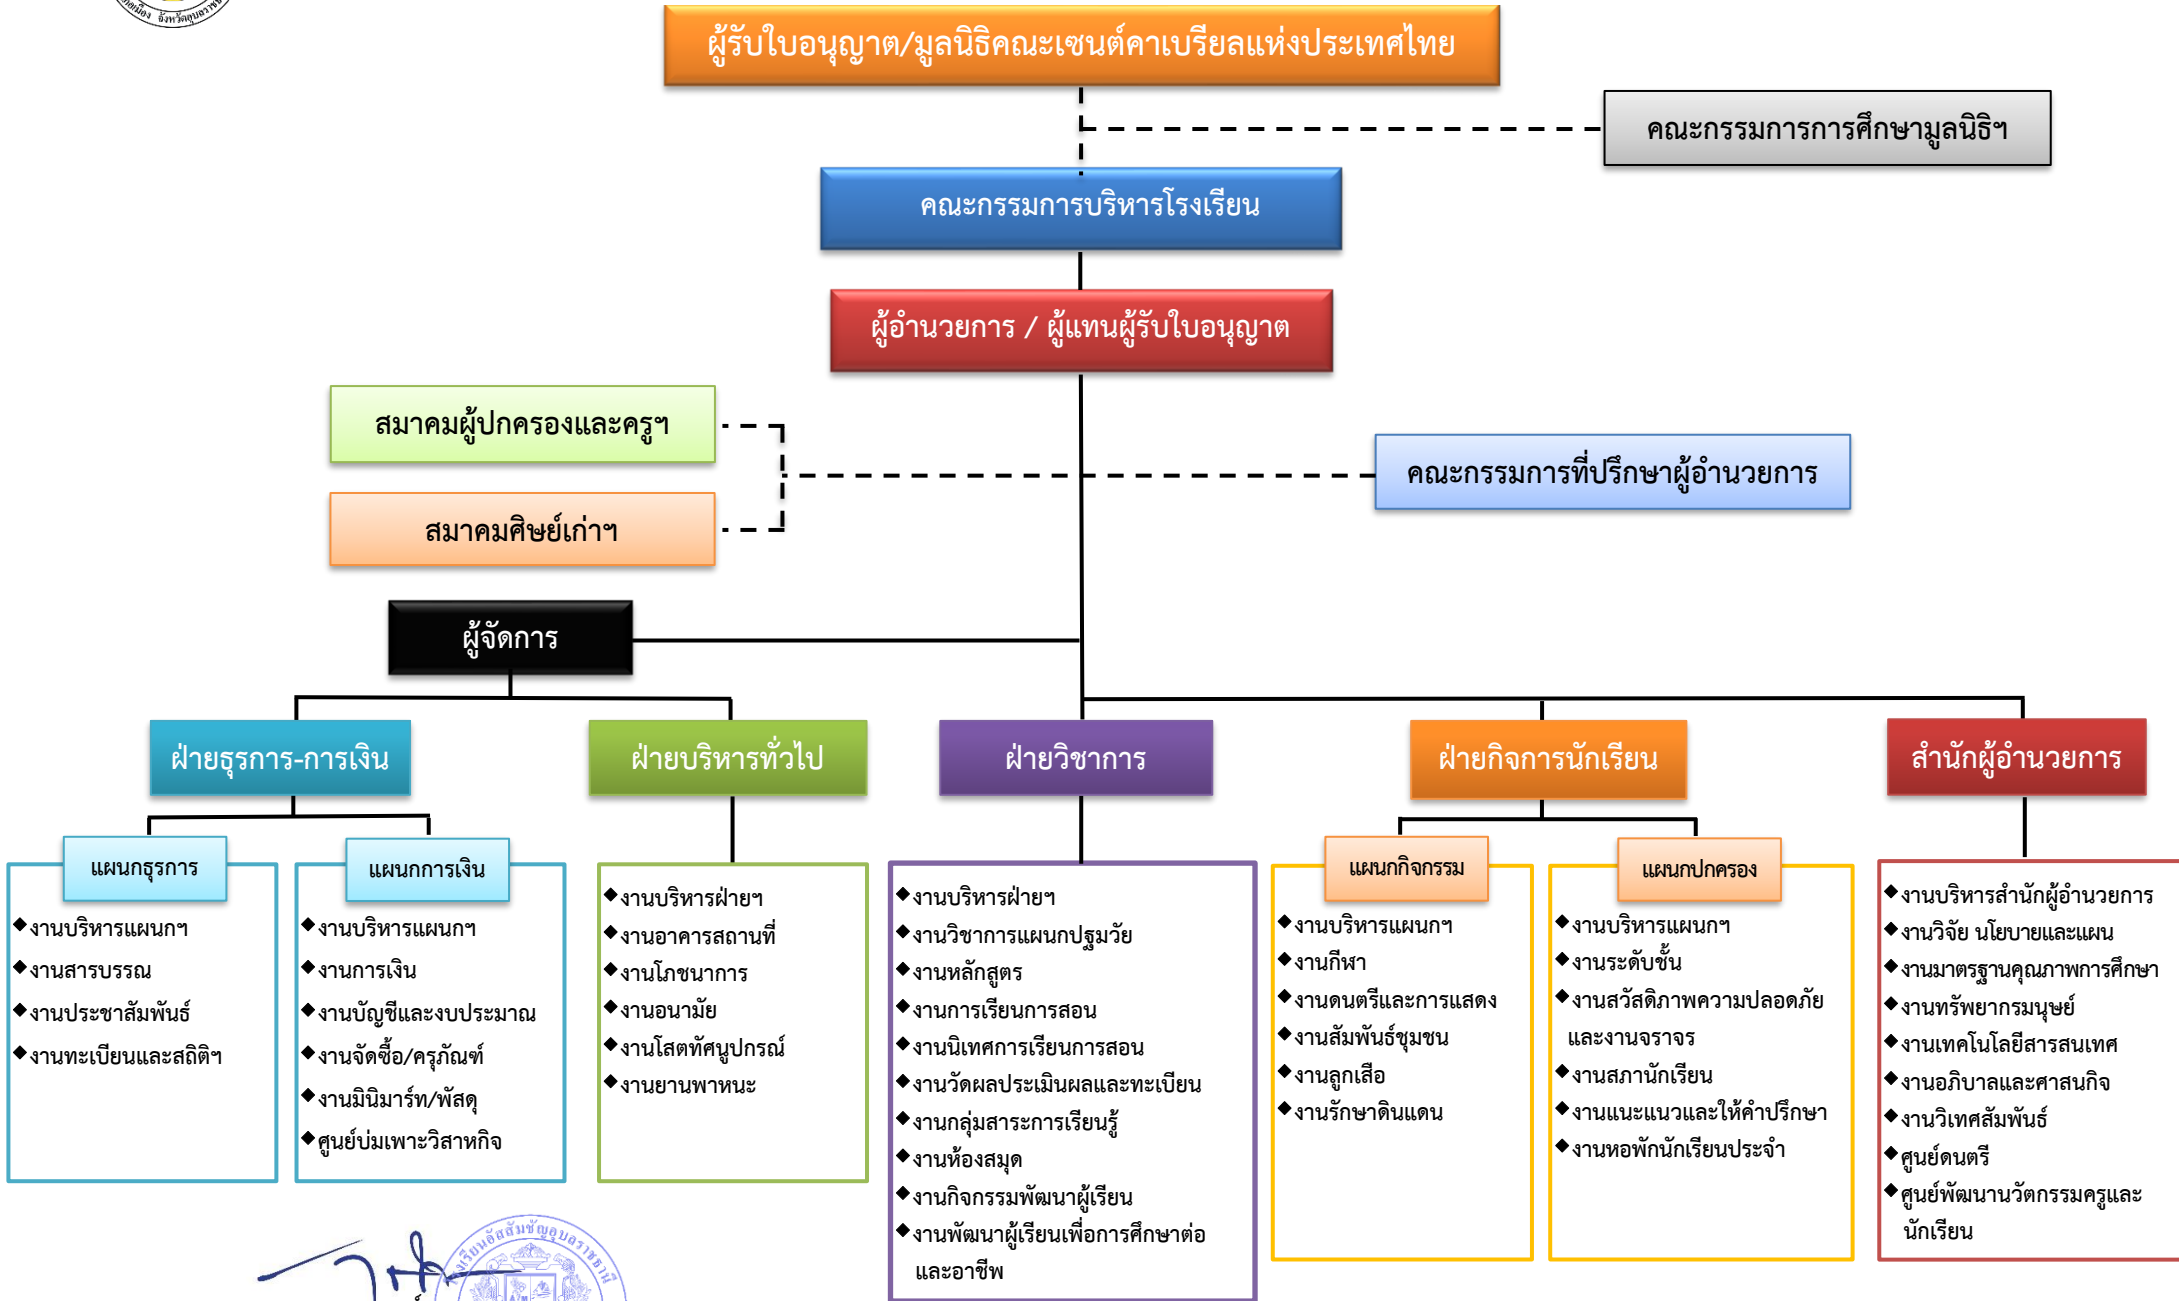 ผู้รับใบอนุญาต/มูลนิธิคณะเซนต์คาเบรียลแห่งประเทศไทย
คณะกรรมการการศึกษามูลนิธิฯ
คณะกรรมการบริหารโรงเรียน
ผู้อำนวยการ / ผู้แทนผู้รับใบอนุญาต
สมาคมผู้ปกครองและครูฯ
คณะกรรมการที่ปรึกษาผู้อำนวยการ
สมาคมศิษย์เก่าฯ
ผู้จัดการ
ฝ่ายธุรการ-การเงิน
ฝ่ายบริหารทั่วไป
ฝ่ายวิชาการ
ฝ่ายกิจการนักเรียน
สำนักผู้อำนวยการ
แผนกธุรการ
◆งานบริหารแผนกฯ
◆งานสารบรรณ
◆งานประชาสัมพันธ์
◆งานทะเบียนและสถิติฯ
แผนกการเงิน
◆งานบริหารแผนกฯ
◆งานการเงิน
◆งานบัญชีและงบประมาณ
◆งานจัดซื้อ/ครุภัณฑ์
◆งานมินิมาร์ท/พัสดุ
◆ศูนย์บ่มเพาะวิสาหกิจ
◆งานบริหารฝ่ายฯ
◆งานอาคารสถานที่
◆งานโภชนาการ
◆งานอนามัย
◆งานโสตทัศนูปกรณ์
◆งานยานพาหนะ
◆งานบริหารฝ่ายฯ
◆งานวิชาการแผนกปฐมวัย
◆งานหลักสูตร
◆งานการเรียนการสอน
◆งานนิเทศการเรียนการสอน
◆งานวัดผลประเมินผลและทะเบียน
◆งานกลุ่มสาระการเรียนรู้
◆งานห้องสมุด
◆งานกิจกรรมพัฒนาผู้เรียน
◆งานพัฒนาผู้เรียนเพื่อการศึกษาต่อ
และอาชีพ
แผนกกิจกรรม
◆งานบริหารแผนกฯ
◆งานกีฬา
◆งานดนตรีและการแสดง
◆งานสัมพันธ์ชุมชน
◆งานลูกเสือ
◆งานรักษาดินแดน
แผนกปกครอง
◆งานบริหารแผนกฯ
◆งานระดับชั้น
◆งานสวัสดิภาพความปลอดภัย
และงานจราจร
◆งานสภานักเรียน
◆งานแนะแนวและให้คำปรึกษา
◆งานหอพักนักเรียนประจำ
◆งานบริหารสำนักผู้อำนวยการ
◆งานวิจัย นโยบายและแผน
◆งานมาตรฐานคุณภาพการศึกษา
◆งานทรัพยากรมนุษย์
◆งานเทคโนโลยีสารสนเทศ
◆งานอภิบาลและศาสนกิจ
◆งานวิเทศสัมพันธ์
◆ศูนย์ดนตรี
◆ศูนย์พัฒนานวัตกรรมครูและ
นักเรียน
โรงเรียนอัสสัมชัญอุบลราชธานี